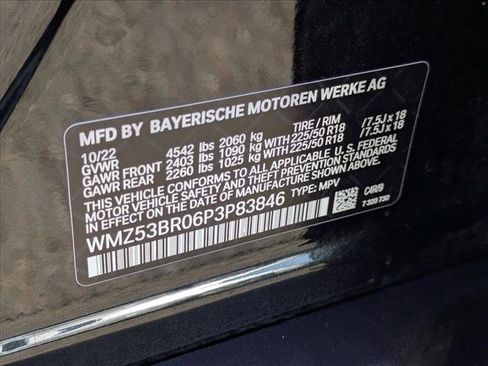 MFD BY BAYERISCHE MOTOREN WERKE AG
10/22 TIRE / RIM
GVWR 4542 lbs 2060 kg
GAWR FRONT 2403 lbs 1090 kg 225/50 R18 /7.5J x 18
GAWR REAR 2260 lbs 1025 kg 225/50 R18 /7.5J x 18
THIS VEHICLE CONFORMS TO ALL APPLICABLE U.S. FEDERAL
MOTOR VEHICLE SAFETY AND THEFT PREVENTION STANDARDS
IN EFFECT ON THE DATE OF MANUFACTURE SHOWN ABOVE.
WMZ53BR06P3P83846 TYPE: MPV
C4R/9
7 320 730